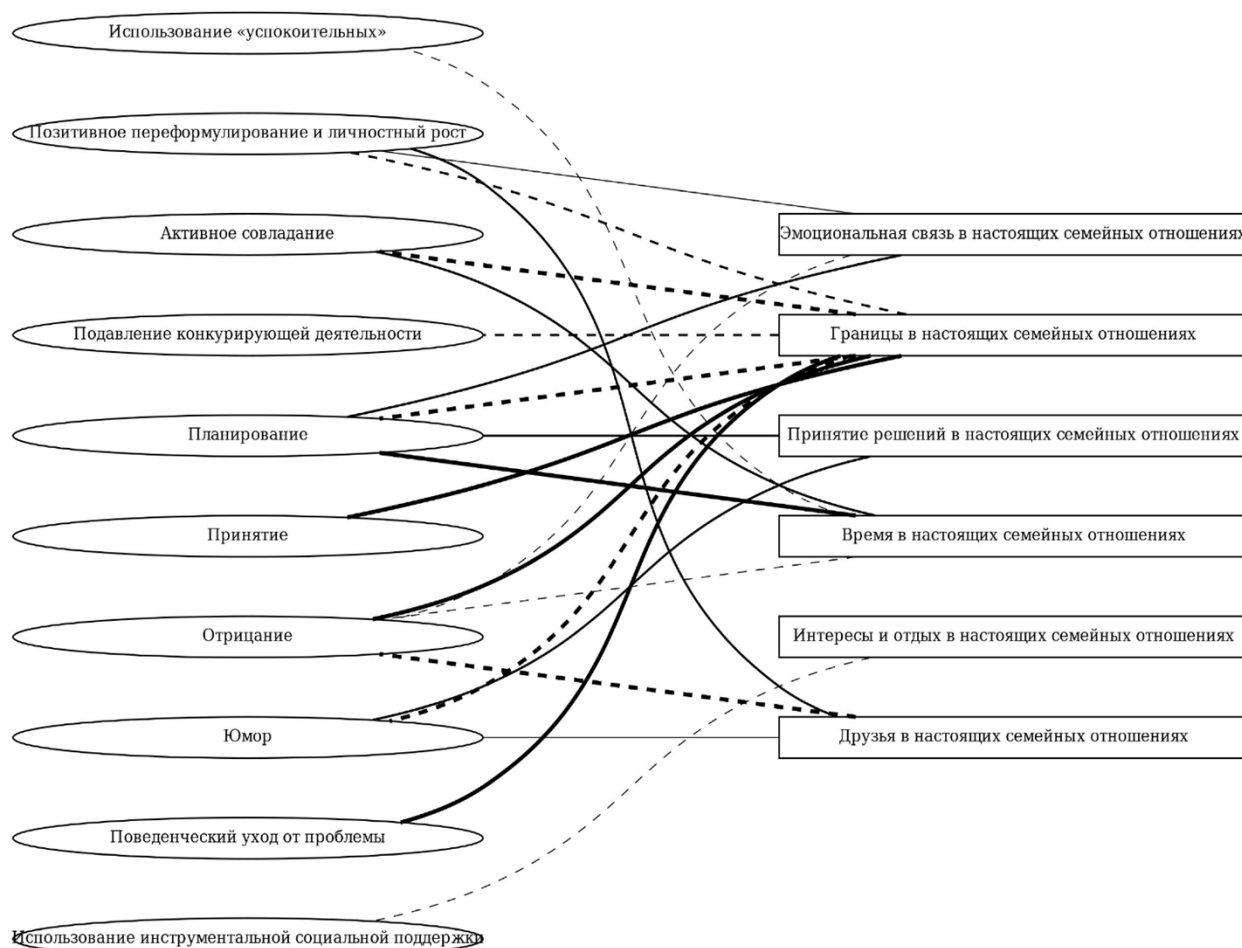 Использование «успокоительных»
Позитивное переформулирование и личностный рост
Активное совладание
Подавление конкурирующей деятельности
Планирование
Принятие
Отрицание
Юмор
Поведенческий уход от проблемы
Использование инструментальной социальной поддержки
Эмоциональная связь в настоящих семейных отношениях
Границы в настоящих семейных отношениях
Принятие решений в настоящих семейных отношениях
Время в настоящих семейных отношениях
Интересы и отдых в настоящих семейных отношениях
Друзья в настоящих семейных отношениях